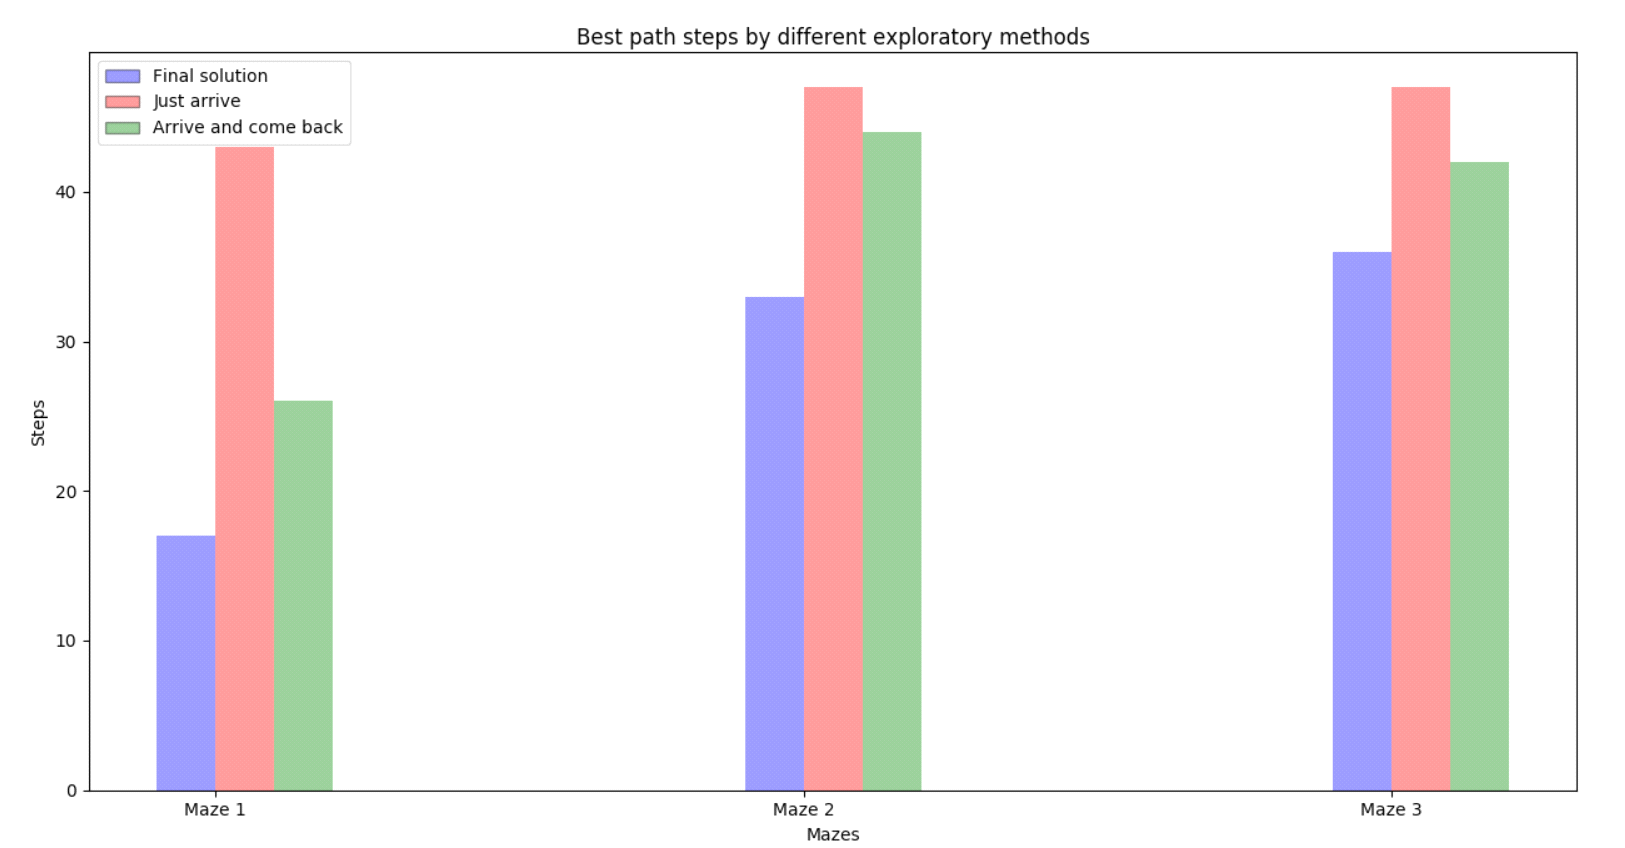 Best path steps by different exploratory methods
Final solution
Just arrive
Arrive and come back
40
30
20
10
0
Steps
Maze 1
Maze 2
Maze 3
Mazes